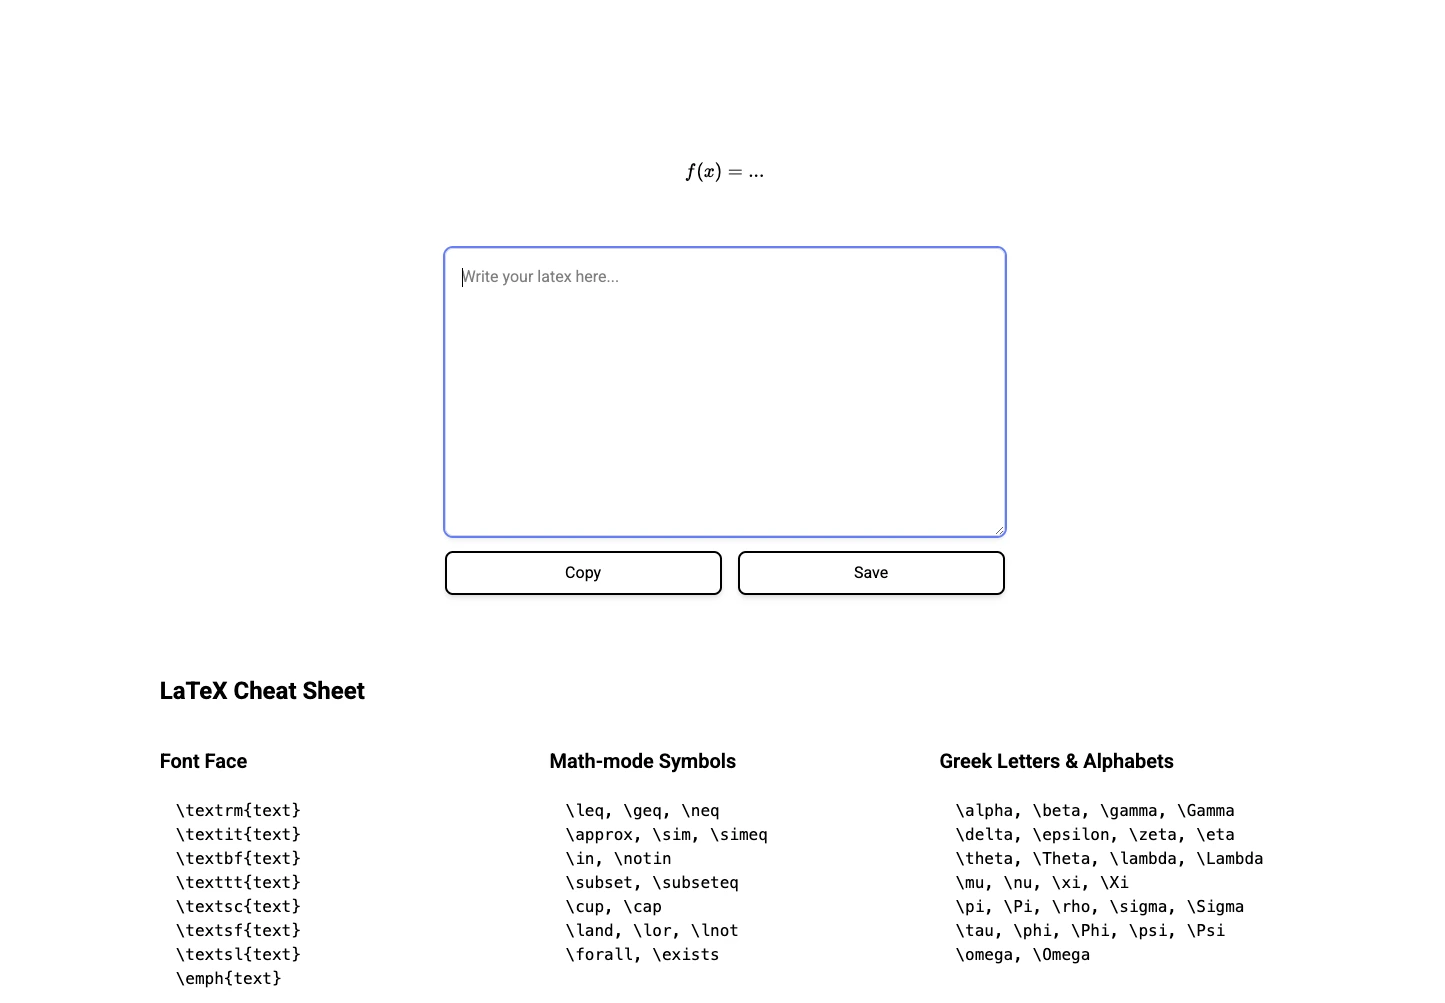 f(x) = ...
Write your latex here...
Copy
Save
LaTeX Cheat Sheet
Font Face
\textrm{text}
\textit{text}
\textbf{text}
\texttt{text}
\textsc{text}
\textsf{text}
\textsl{text}
\emph{text}
Math-mode Symbols
\leq, \geq, \neq
\approx, \sim, \simeq
\in, \notin
\subset, \subseteq
\cup, \cap
\land, \lor, \lnot
\forall, \exists
Greek Letters & Alphabets
\alpha, \beta, \gamma, \Gamma
\delta, \epsilon, \zeta, \eta
\theta, \Theta, \lambda, \Lambda
\mu, \nu, \xi, \Xi
\pi, \Pi, \rho, \sigma, \Sigma
\tau, \phi, \Phi, \psi, \Psi
\omega, \Omega